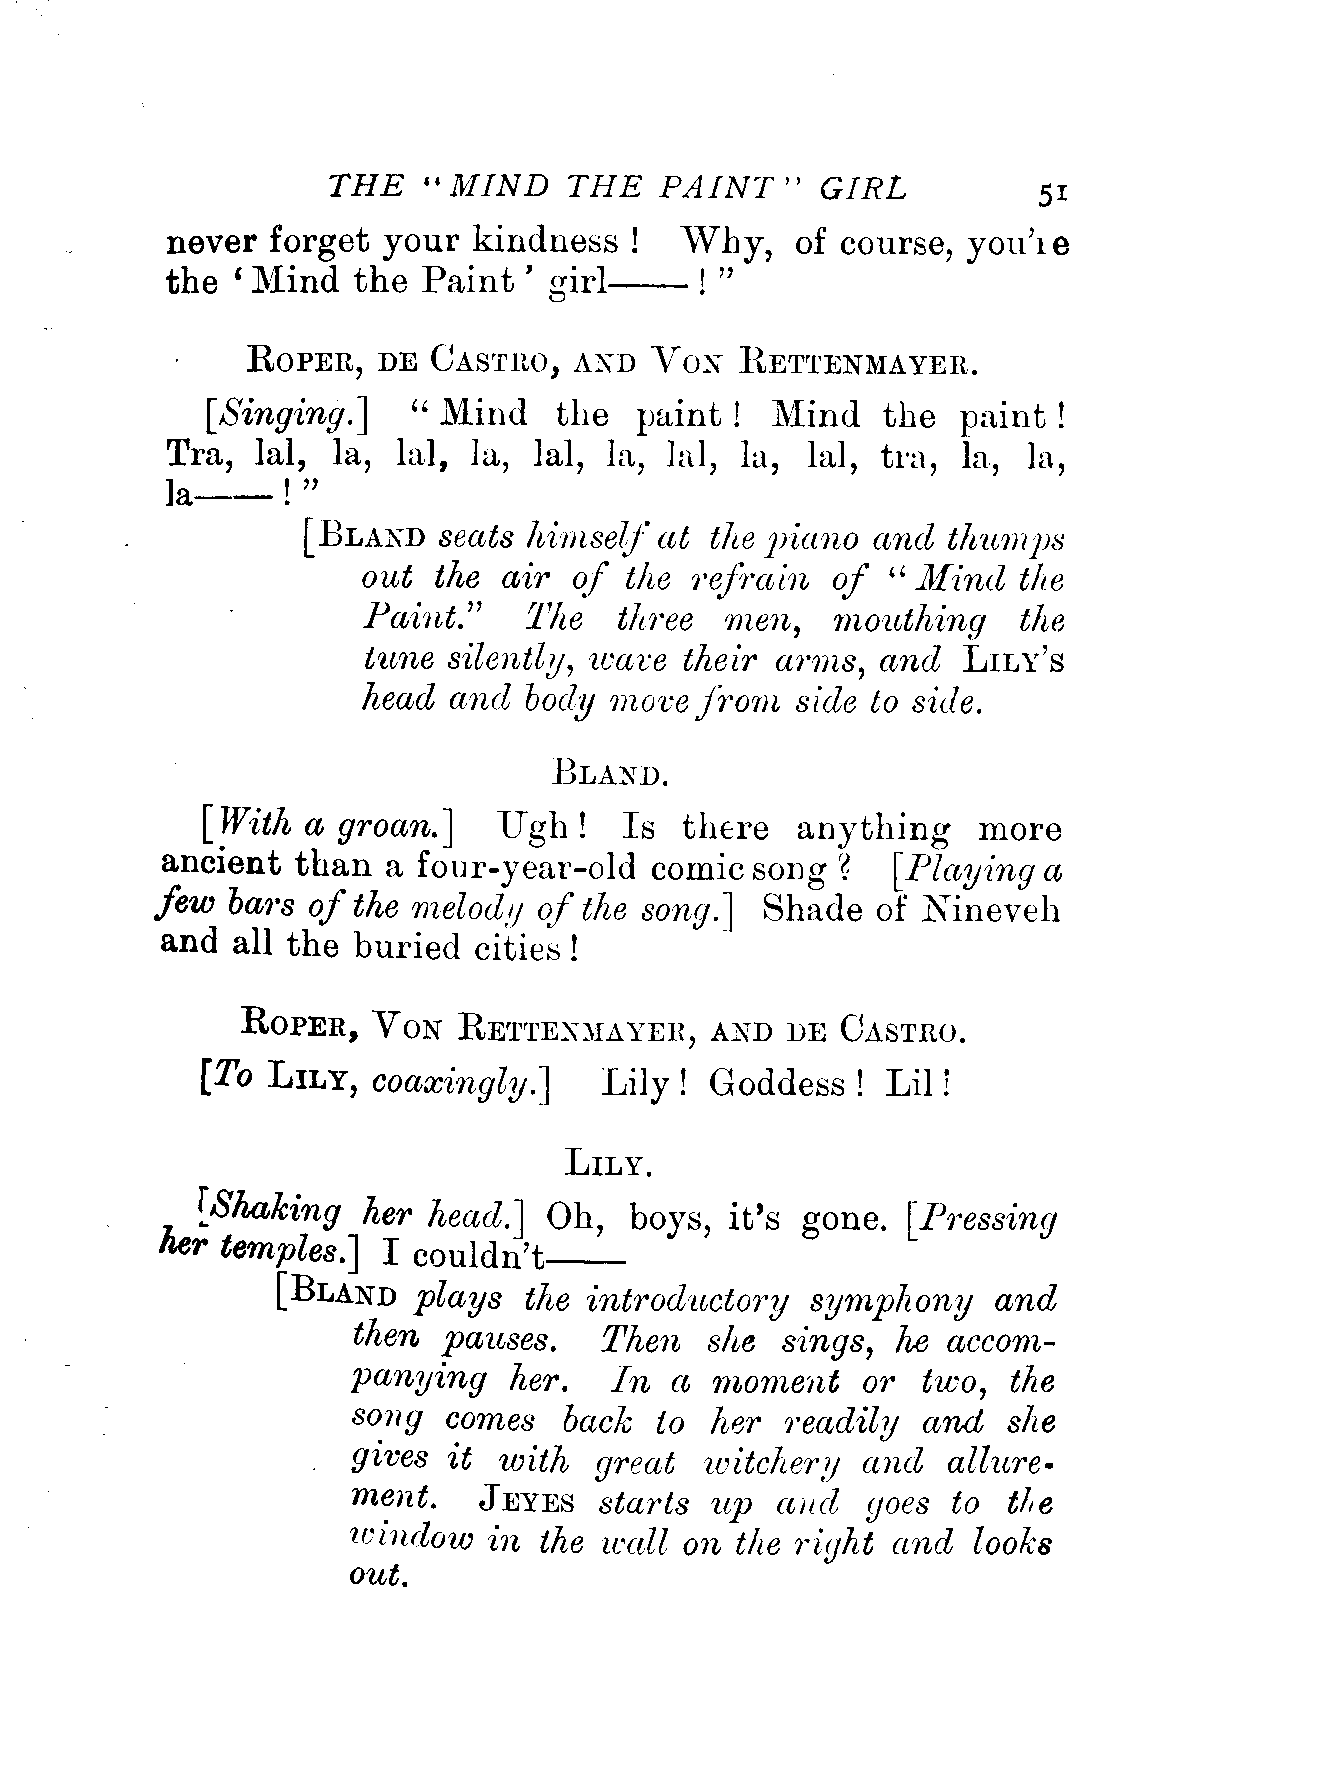 THE "MIND THE PAINT" GIRL 51
never forget your kindness! Why, of course, you're
the 'Mind the Paint' girl——!"
ROPER, DE CASTRO, AND VON RETTENMAYER.
[Singing.] "Mind the paint! Mind the paint!
Tra, lal, la, lal, la, lal, la, lal, la, lal, tra, la, la,
la——!"
[BLAND seats himself at the piano and thumps
out the air of the refrain of "Mind the
Paint." The three men, mouthing the
tune silently, wave their arms, and LILY'S
head and body move from side to side.
BLAND.
[With a groan.] Ugh! Is there anything more
ancient than a four-year-old comic song? [Playing a
few bars of the melody of the song.] Shade of Nineveh
and all the buried cities!
ROPER, VON RETTENMAYER, AND DE CASTRO.
[To LILY, coaxingly.] Lily! Goddess! Lil!
LILY.
[Shaking her head.] Oh, boys, it's gone. [Pressing
her temples.] I couldn't——
[BLAND plays the introductory symphony and
then pauses. Then she sings, he accom-
panying her. In a moment or two, the
song comes back to her readily and she
gives it with great witchery and allure-
ment. JEYES starts up and goes to the
window in the wall on the right and looks
out.